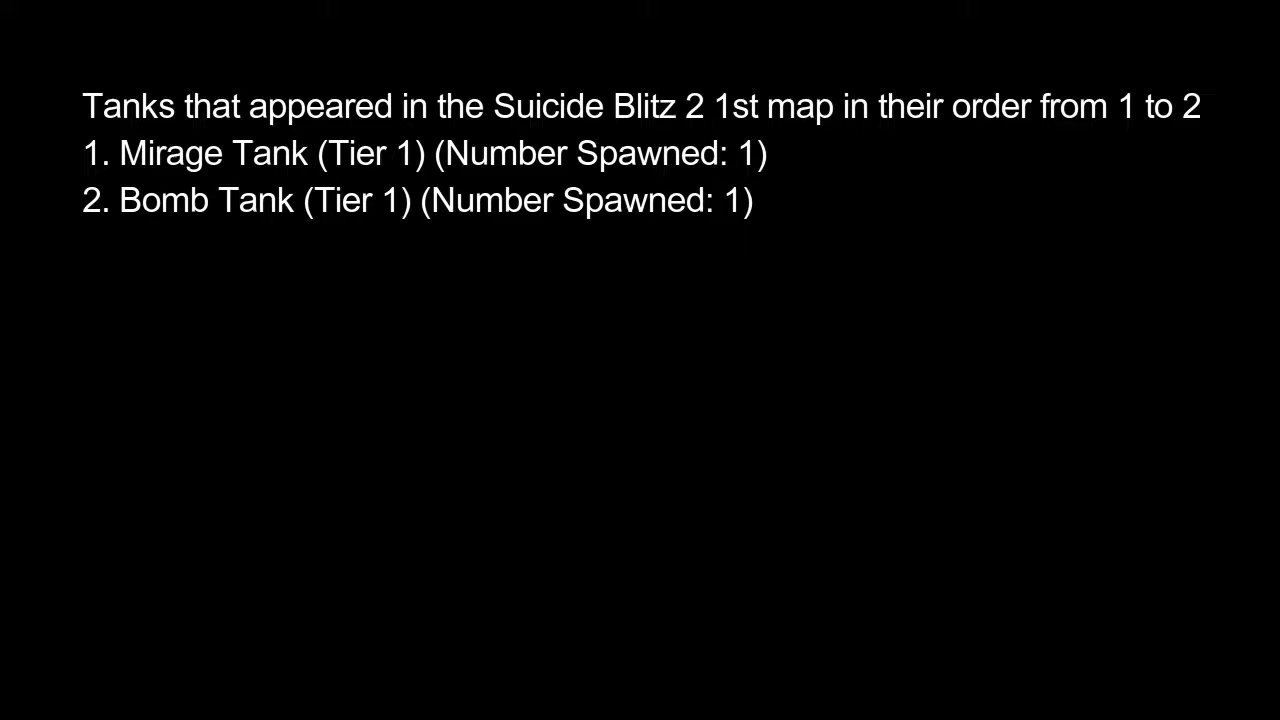 Tanks that appeared in the Suicide Blitz 2 1st map in their order from 1 to 2
1. Mirage Tank (Tier 1) (Number Spawned: 1)
2. Bomb Tank (Tier 1) (Number Spawned: 1)